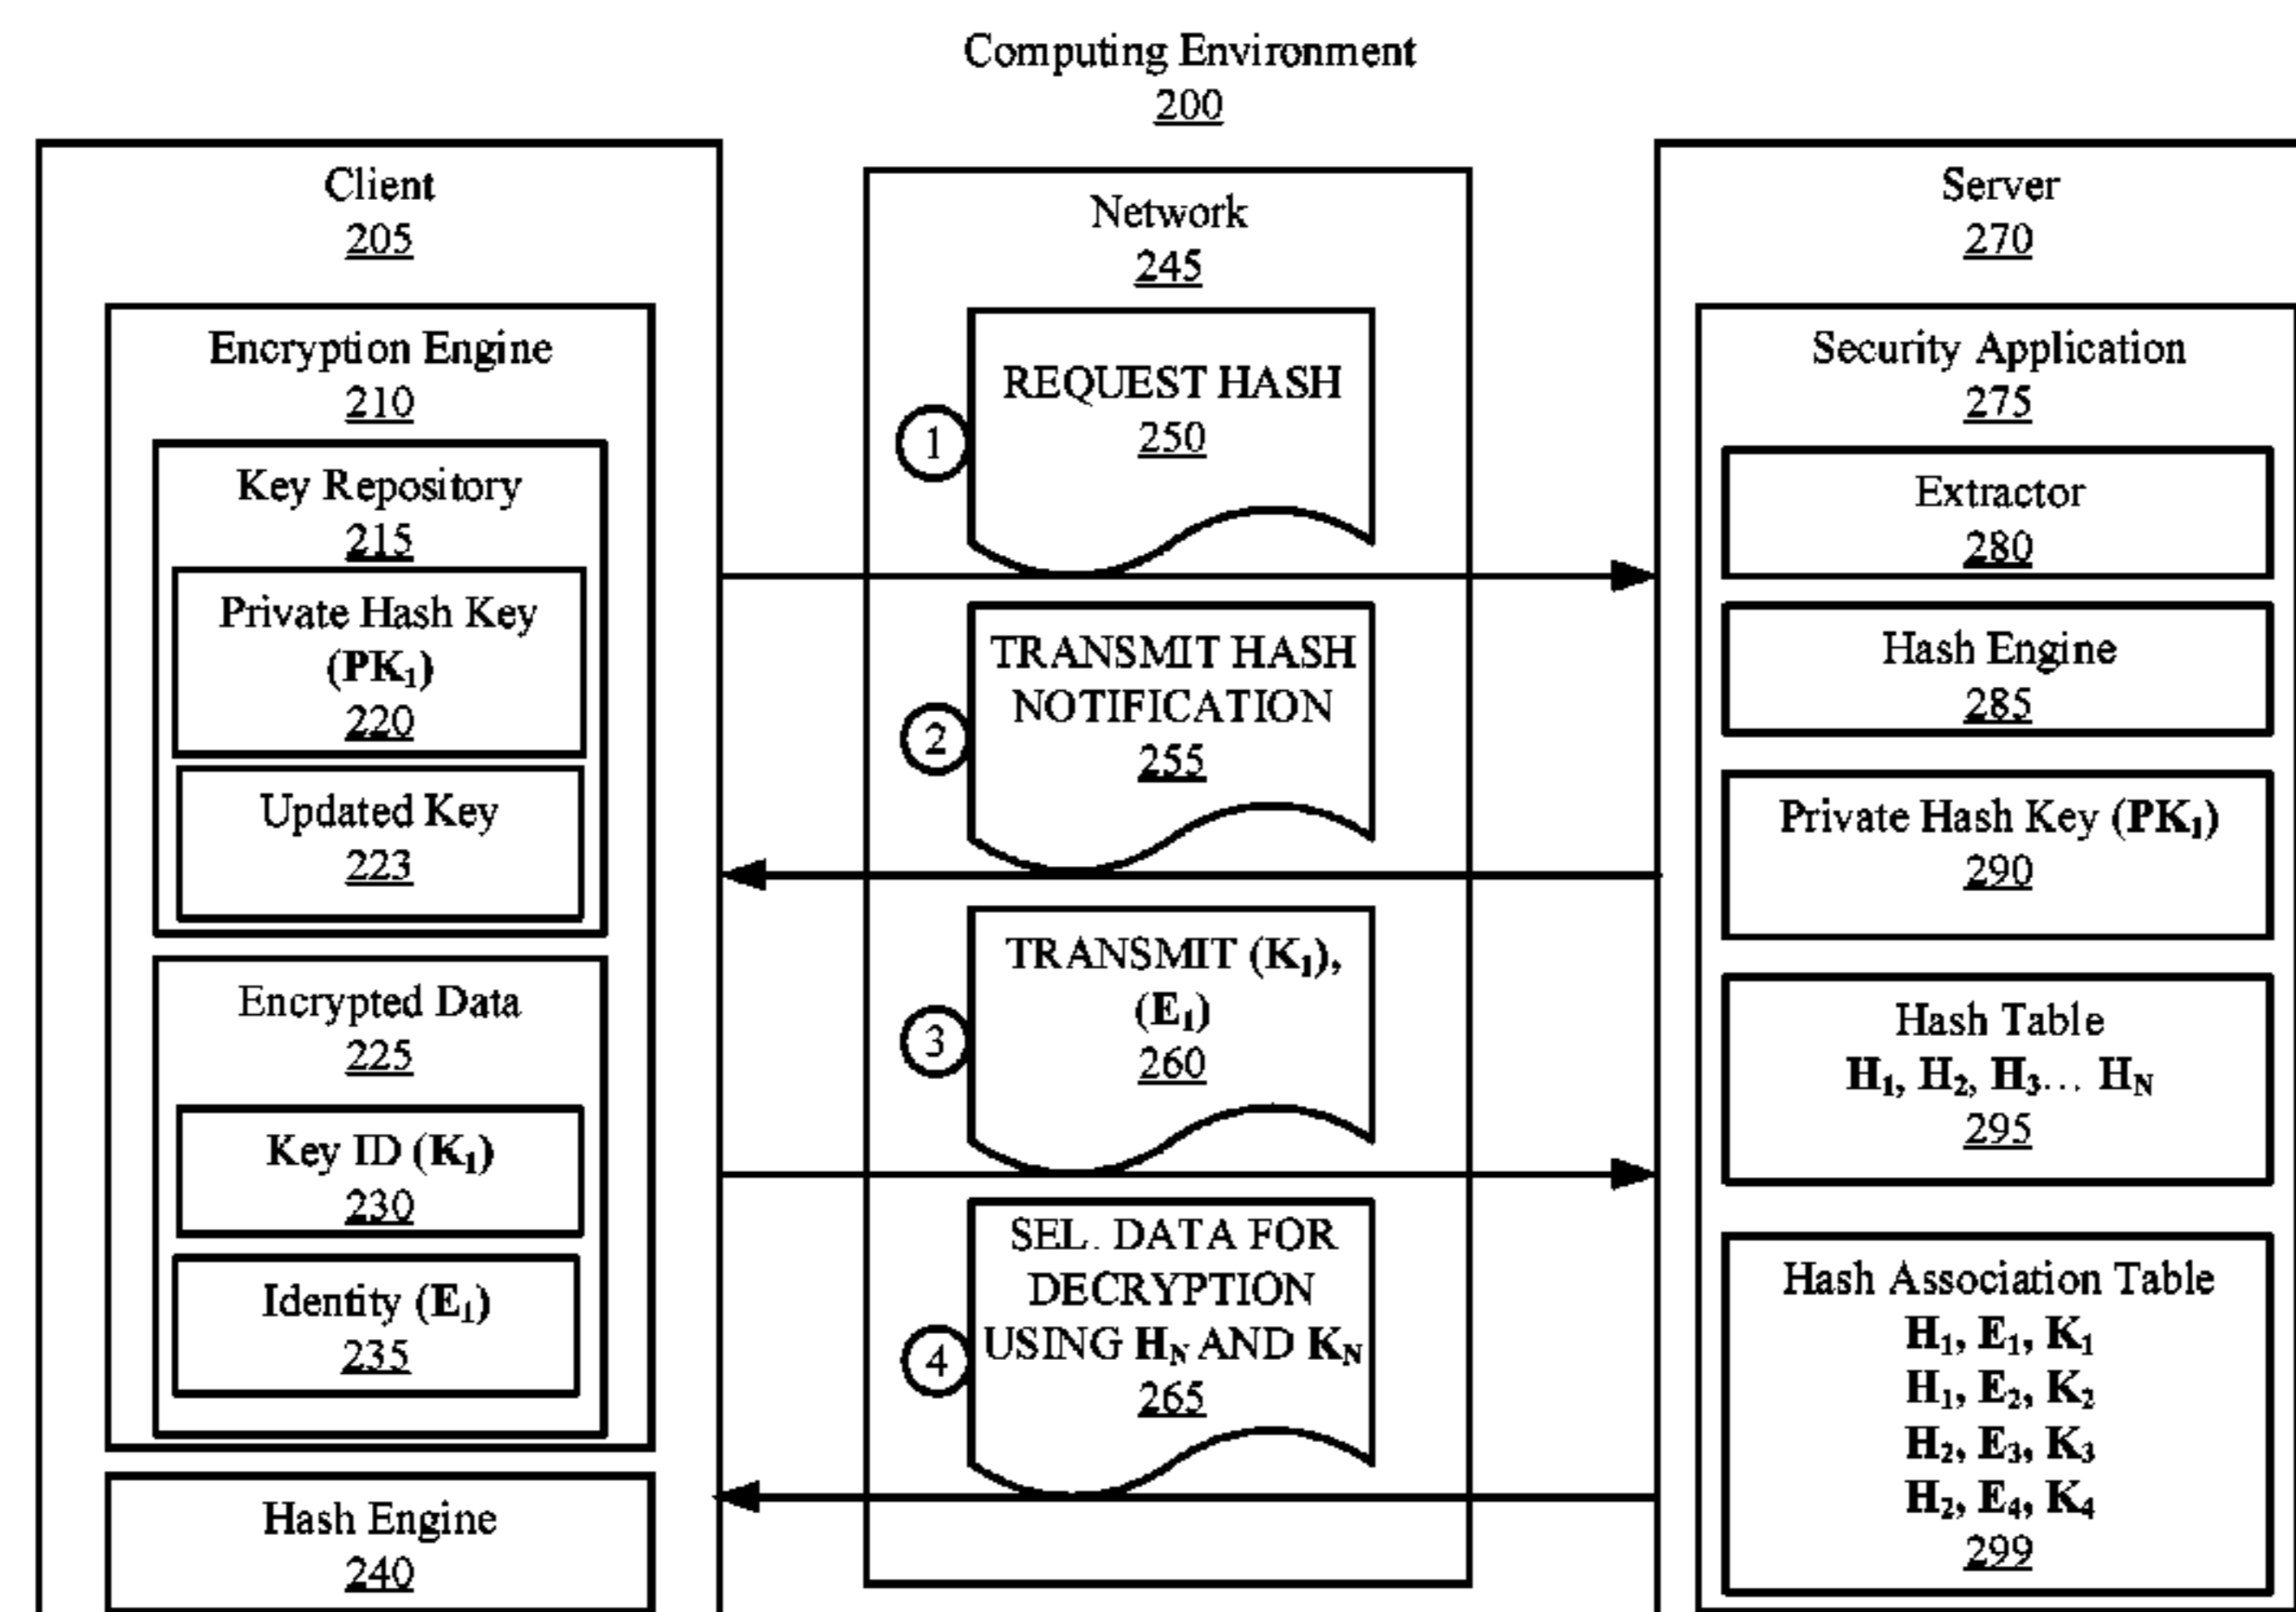 Computing Environment
200
Client
205
Encryption Engine
210
Key Repository
215
Private Hash Key
(PK₁)
220
Updated Key
223
Encrypted Data
225
Key ID (K₁)
230
Identity (E₁)
235
Hash Engine
240
Network
245
1
REQUEST HASH
250
2
TRANSMIT HASH
NOTIFICATION
255
3
TRANSMIT (K₁),
(E₁)
260
4
SEL. DATA FOR
DECRYPTION
USING H_N AND K_N
265
Server
270
Security Application
275
Extractor
280
Hash Engine
285
Private Hash Key (PK₁)
290
Hash Table
H₁, H₂, H₃... H_N
295
Hash Association Table
H₁, E₁, K₁
H₁, E₂, K₂
H₂, E₃, K₃
H₂, E₄, K₄
299